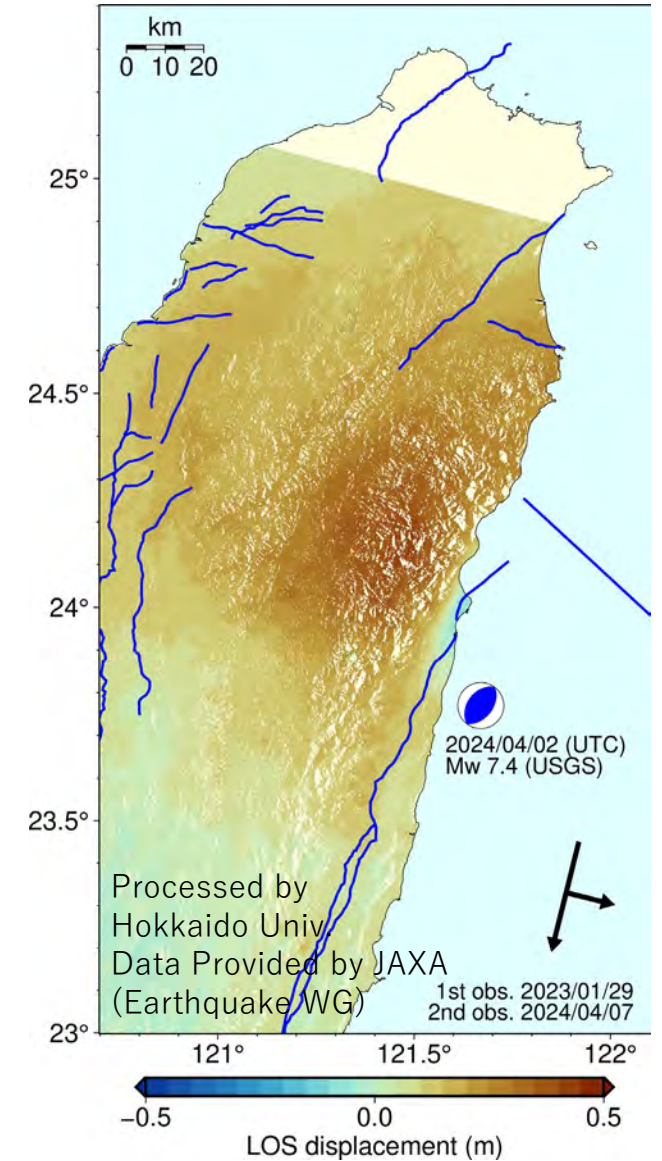 km
0 10 20
25°
24.5°
24°
23.5°
23°
2024/04/02 (UTC)
Mw 7.4 (USGS)
Processed by
Hokkaido Univ.
Data Provided by JAXA
(Earthquake WG)
1st obs. 2023/01/29
2nd obs. 2024/04/07
121° 121.5° 122°
−0.5 0.0 0.5
LOS displacement (m)